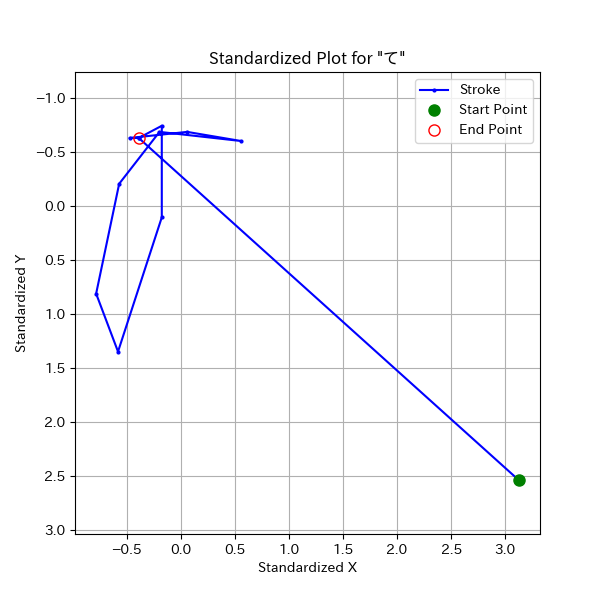 Standardized Plot for "て"
Stroke
Start Point
End Point
Standardized Y
−1.0
−0.5
0.0
0.5
1.0
1.5
2.0
2.5
3.0
−0.5 0.0 0.5 1.0 1.5 2.0 2.5 3.0
Standardized X